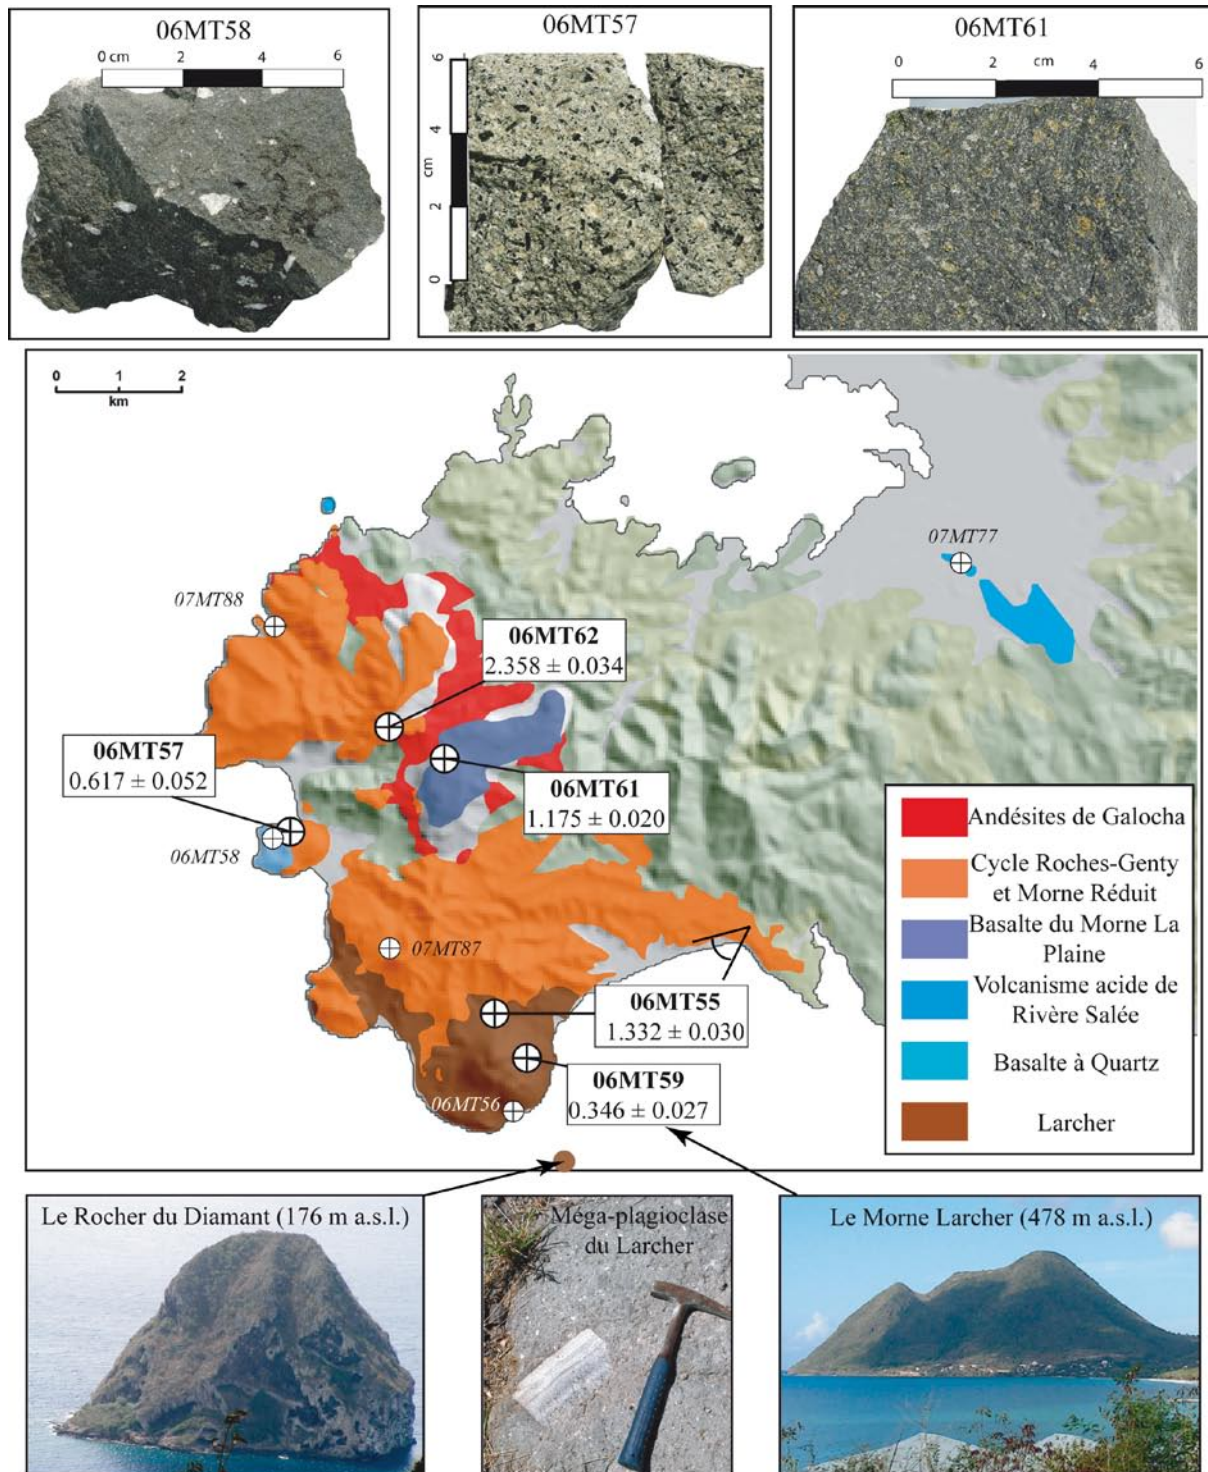 06MT58
0 cm 2 4 6
06MT57
6
4
cm
2
0
06MT61
0 2 cm 4 6
0 1 2
km
07MT77
07MT88
06MT62
2.358 ± 0.034
06MT57
0.617 ± 0.052
06MT61
1.175 ± 0.020
06MT58
07MT87
06MT55
1.332 ± 0.030
06MT59
0.346 ± 0.027
06MT56
Andésites de Galocha
Cycle Roches-Genty
et Morne Réduit
Basalte du Morne La
Plaine
Volcanisme acide de
Rivère Salée
Basalte à Quartz
Larcher
Le Rocher du Diamant (176 m a.s.l.)
Méga-plagioclase
du Larcher
Le Morne Larcher (478 m a.s.l.)